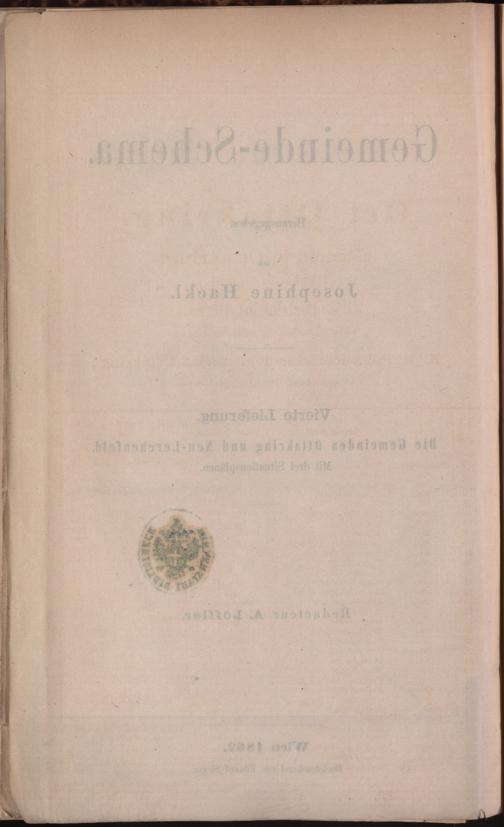 Gemeinde-Schema.
Herausgegeben
von
Josephine Hackl.
Vierte Lieferung.
Die Gemeinden Ottakring und Neu-Lerchenfeld.
Mit drei Situationsplänen.
Redacteur A. Löffler.
Wien 1862.